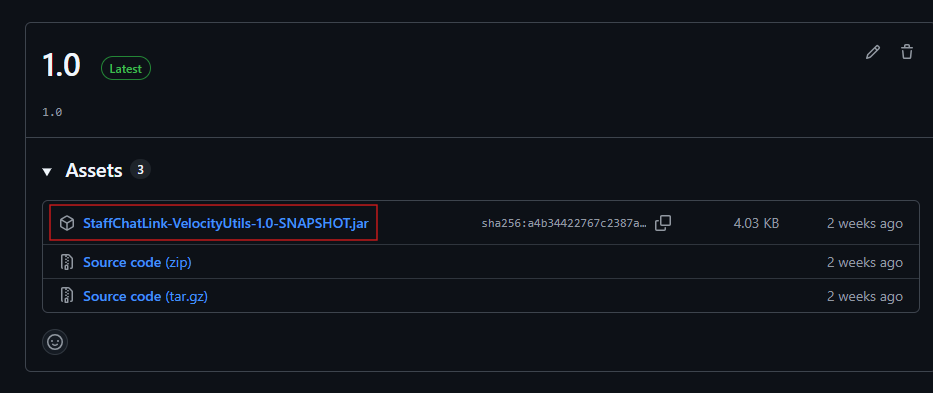 1.0 Latest
1.0
Assets 3
StaffChatLink-VelocityUtils-1.0-SNAPSHOT.jar sha256:a4b34422767c2387a… 4.03 KB 2 weeks ago
Source code (zip) 2 weeks ago
Source code (tar.gz) 2 weeks ago